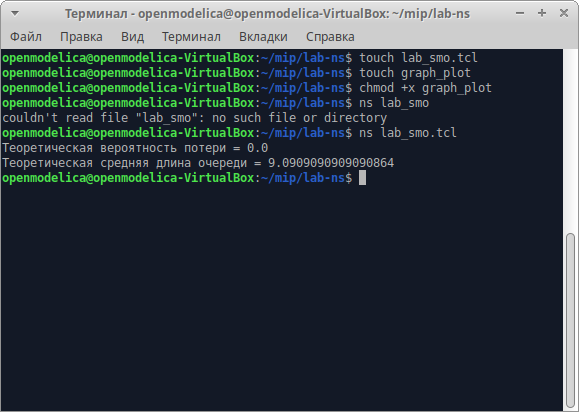 Терминал - openmodelica@openmodelica-VirtualBox: ~/mip/lab-ns
Файл Правка Вид Терминал Вкладки Справка
openmodelica@openmodelica-VirtualBox:~/mip/lab-ns$ touch lab_smo.tcl
openmodelica@openmodelica-VirtualBox:~/mip/lab-ns$ touch graph_plot
openmodelica@openmodelica-VirtualBox:~/mip/lab-ns$ chmod +x graph_plot
openmodelica@openmodelica-VirtualBox:~/mip/lab-ns$ ns lab_smo
couldn't read file "lab_smo": no such file or directory
openmodelica@openmodelica-VirtualBox:~/mip/lab-ns$ ns lab_smo.tcl
Теоретическая вероятность потери = 0.0
Теоретическая средняя длина очереди = 9.0909090909090864
openmodelica@openmodelica-VirtualBox:~/mip/lab-ns$